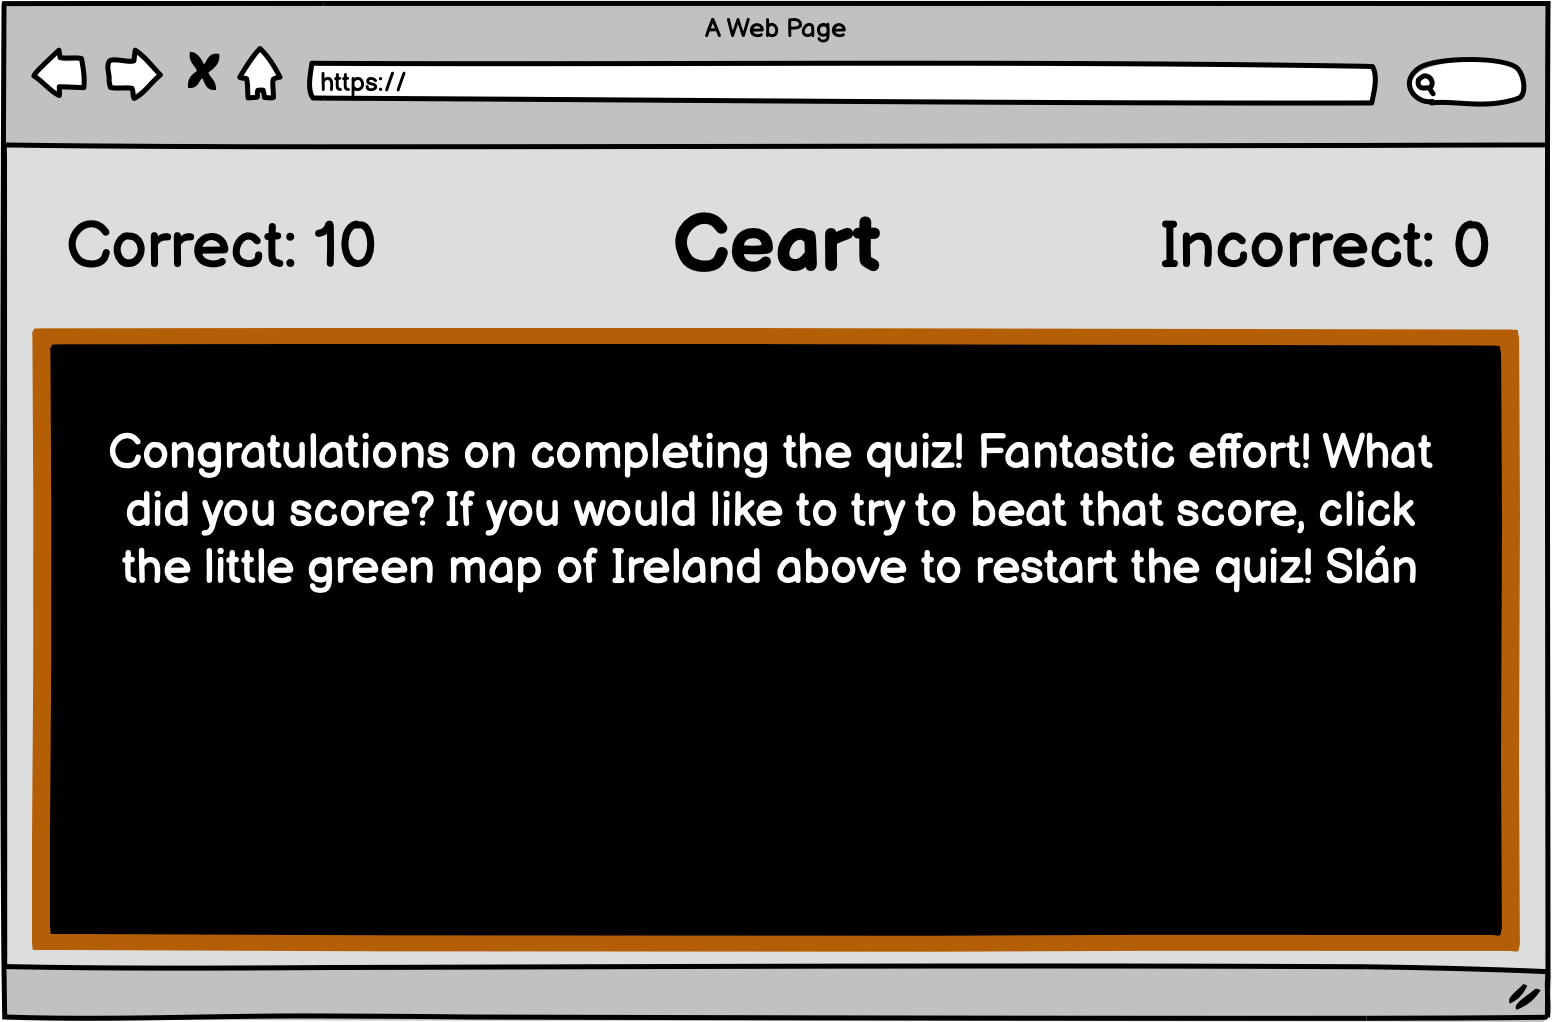 A Web Page
https://
Correct: 10
Ceart
Incorrect: 0
Congratulations on completing the quiz! Fantastic effort! What
did you score? If you would like to try to beat that score, click
the little green map of Ireland above to restart the quiz! Slán